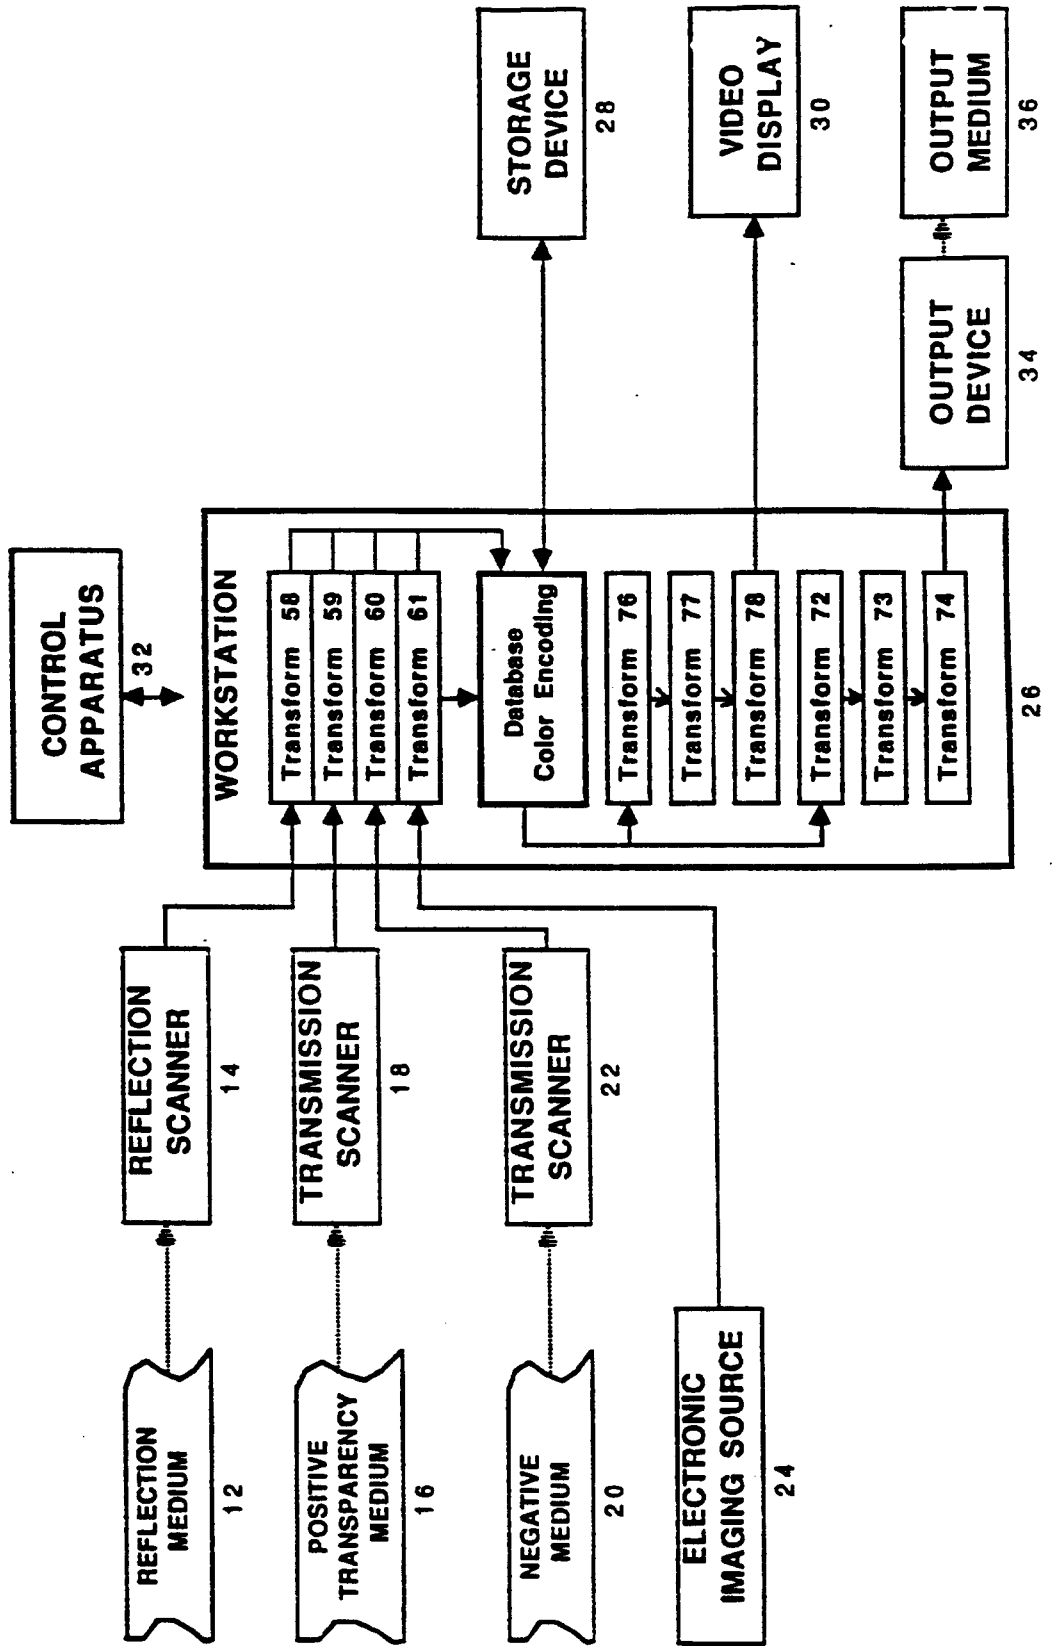 CONTROL
APPARATUS
32
WORKSTATION
REFLECTION
MEDIUM
12
REFLECTION
SCANNER
14
POSITIVE
TRANSPARENCY
MEDIUM
16
TRANSMISSION
SCANNER
18
NEGATIVE
MEDIUM
20
TRANSMISSION
SCANNER
22
ELECTRONIC
IMAGING SOURCE
24
Transform 58
Transform 59
Transform 60
Transform 61
Database
Color Encoding
Transform 76
Transform 77
Transform 78
Transform 72
Transform 73
Transform 74
26
STORAGE
DEVICE
28
VIDEO
DISPLAY
30
OUTPUT
DEVICE
34
OUTPUT
MEDIUM
36